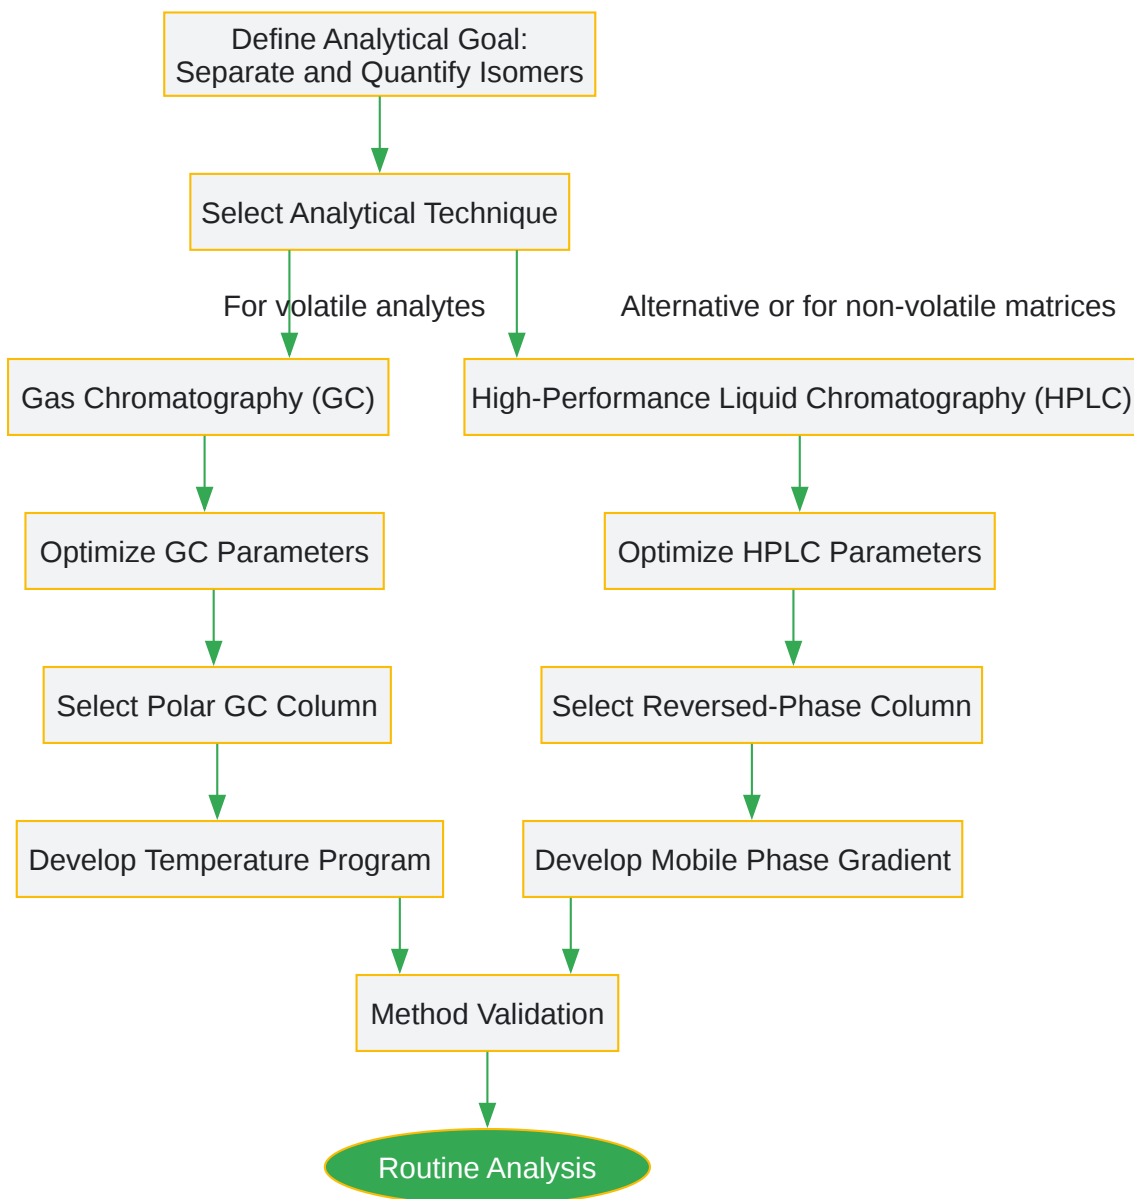 Define Analytical Goal:
Separate and Quantify Isomers
Select Analytical Technique
For volatile analytes
Alternative or for non-volatile matrices
Gas Chromatography (GC)
High-Performance Liquid Chromatography (HPLC)
Optimize GC Parameters
Optimize HPLC Parameters
Select Polar GC Column
Select Reversed-Phase Column
Develop Temperature Program
Develop Mobile Phase Gradient
Method Validation
Routine Analysis